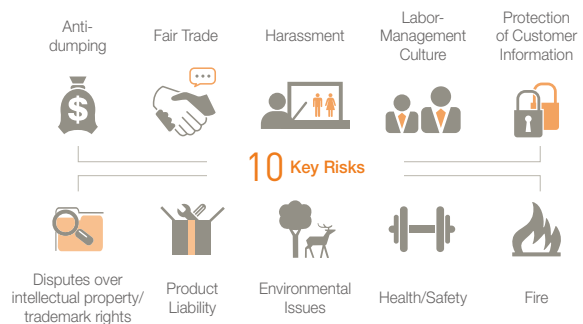 Anti-
dumping
Fair Trade
Harassment
Labor-
Management
Culture
Protection
of Customer
Information
$
10 Key Risks
Disputes over
intellectual property/
trademark rights
Product
Liability
Environmental
Issues
Health/Safety
Fire